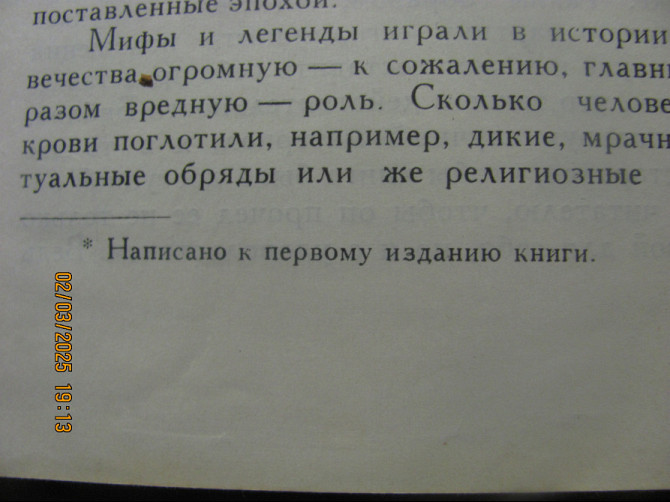 поставленные эпохой.
Мифы и легенды играли в истории
вечества огромную — к сожалению, главн
разом вредную — роль. Сколько челове
крови поглотили, например, дикие, мрачн
туальные обряды или же религиозные
* Написано к первому изданию книги.
02/03/2025 19:13